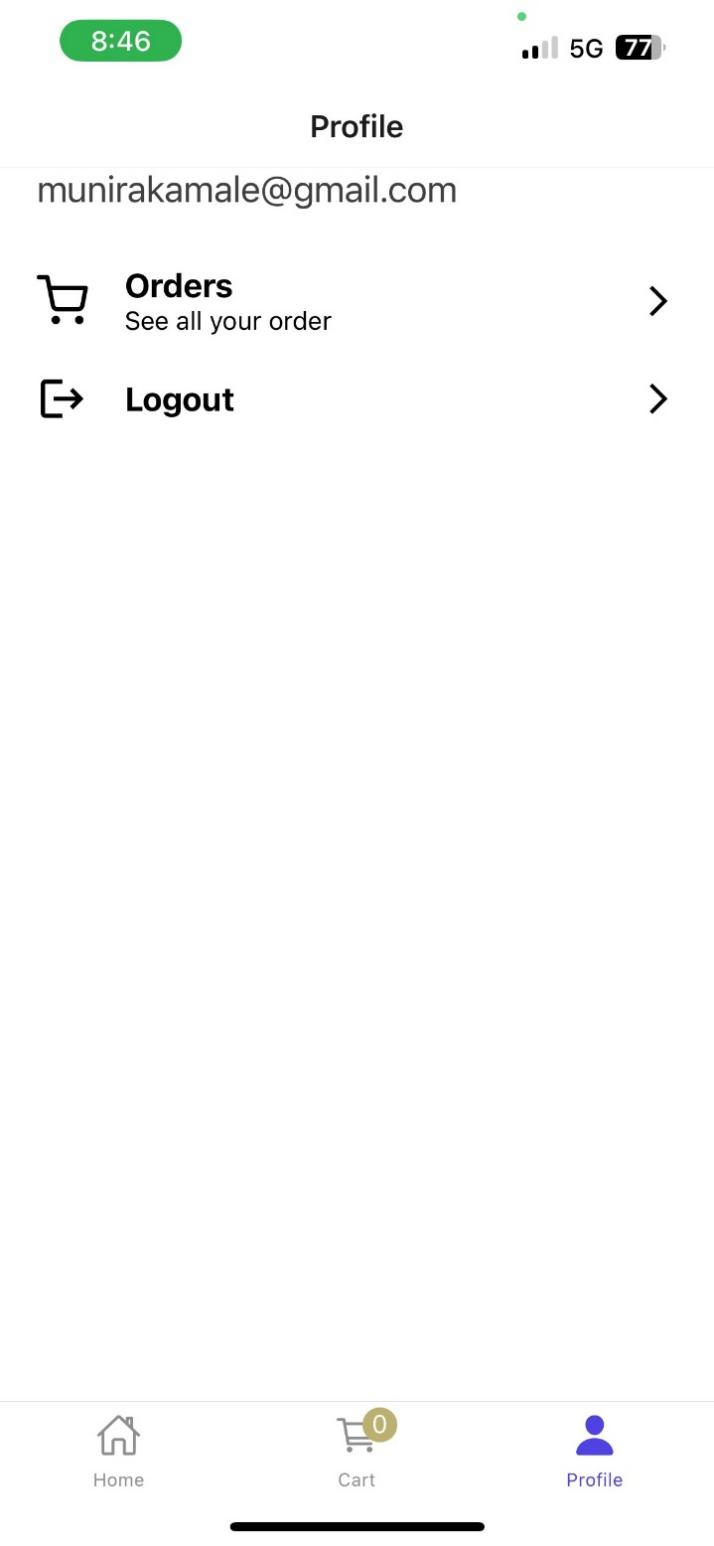 8:46
5G
77
Profile
munirakamale@gmail.com
Orders
See all your order
Logout
0
Home
Cart
Profile